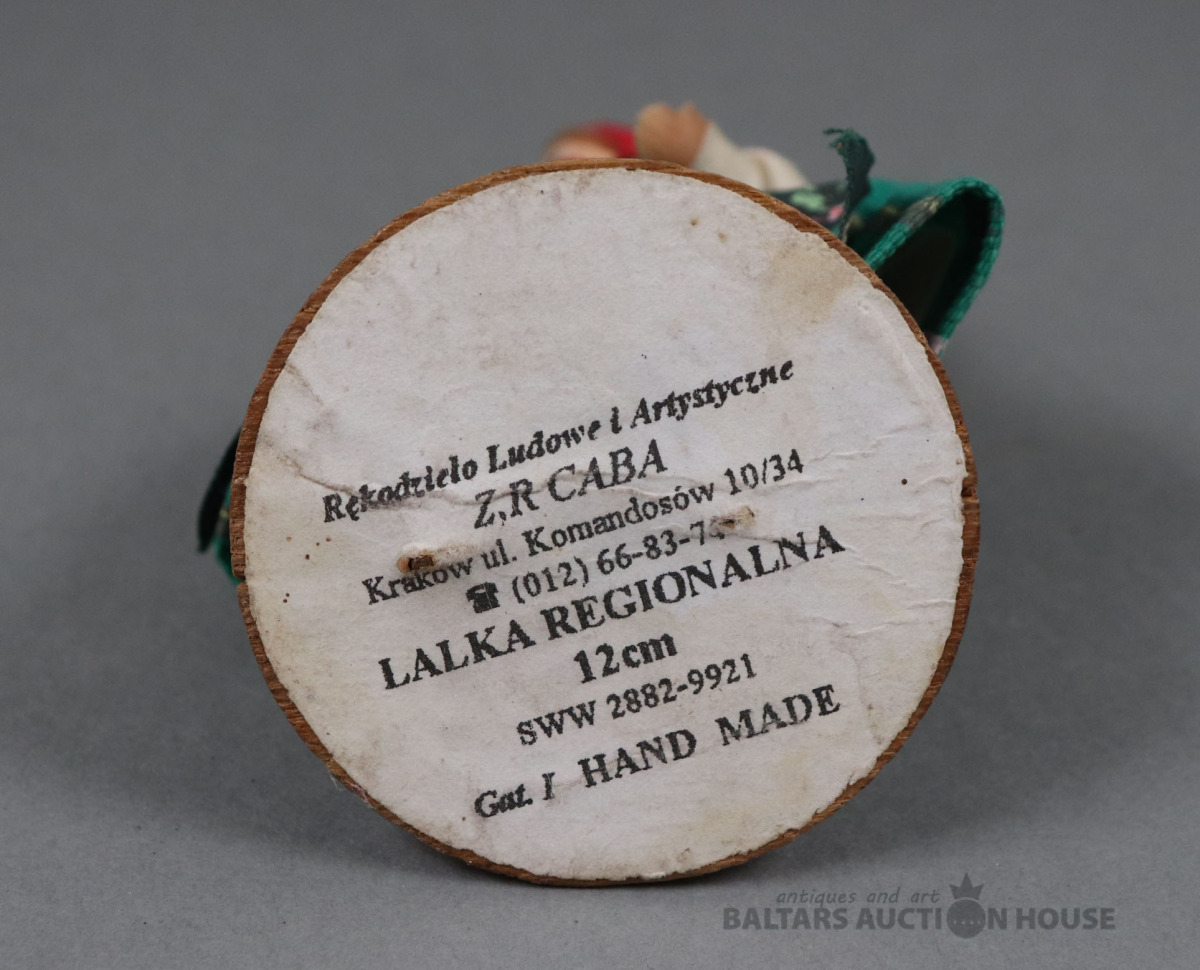 Rękodzieło Ludowe i Artystyczne
Z,R CABA
Kraków ul. Komandosów 10/34
☎ (012) 66-83-
LALKA REGIONALNA
12cm
SWW 2882-9921
Gat. I HAND MADE
antiques and art
BALTARS AUCTION HOUSE